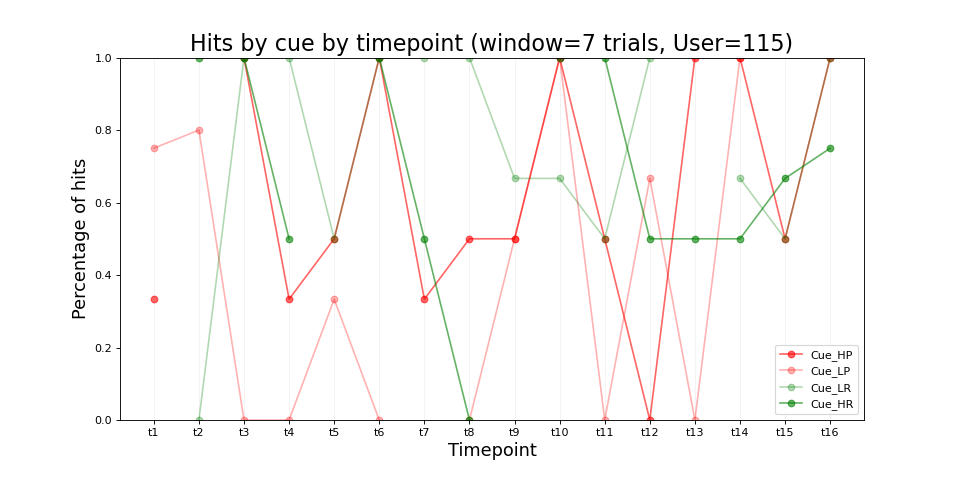 Hits by cue by timepoint (window=7 trials, User=115)
Percentage of hits
1.0
0.8
0.6
0.4
0.2
0.0
Cue_HP
Cue_LP
Cue_LR
Cue_HR
t1 t2 t3 t4 t5 t6 t7 t8 t9 t10 t11 t12 t13 t14 t15 t16
Timepoint